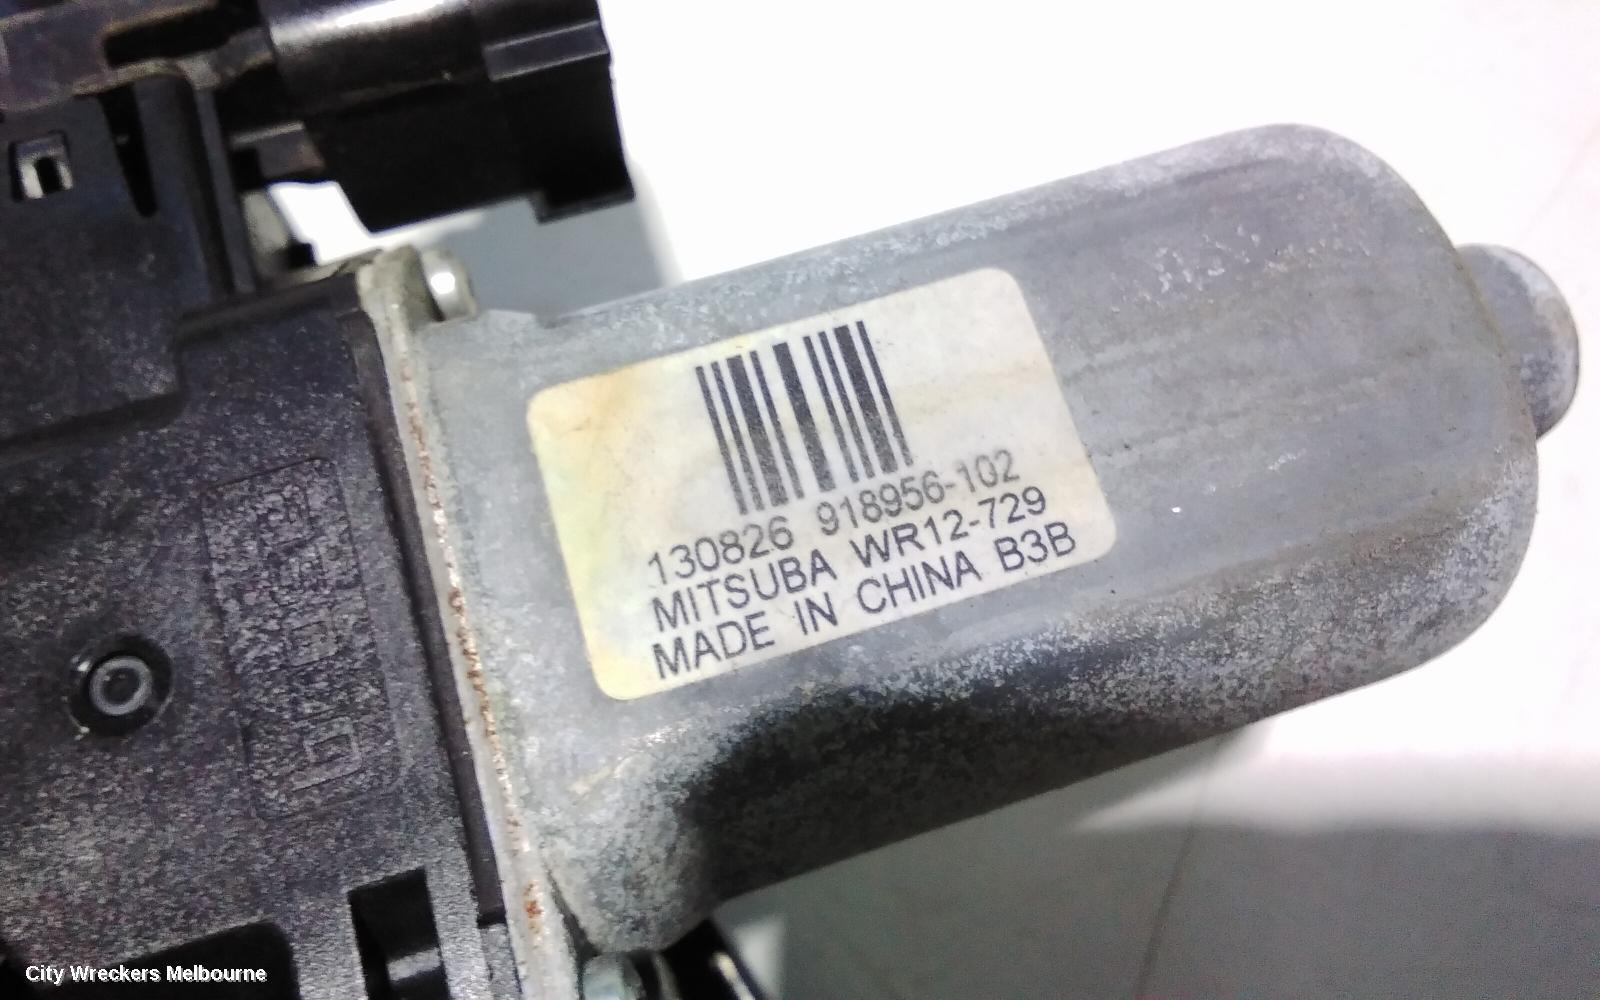 130826 918956-102
MITSUBA WR12-729
MADE IN CHINA B3B
City Wreckers Melbourne